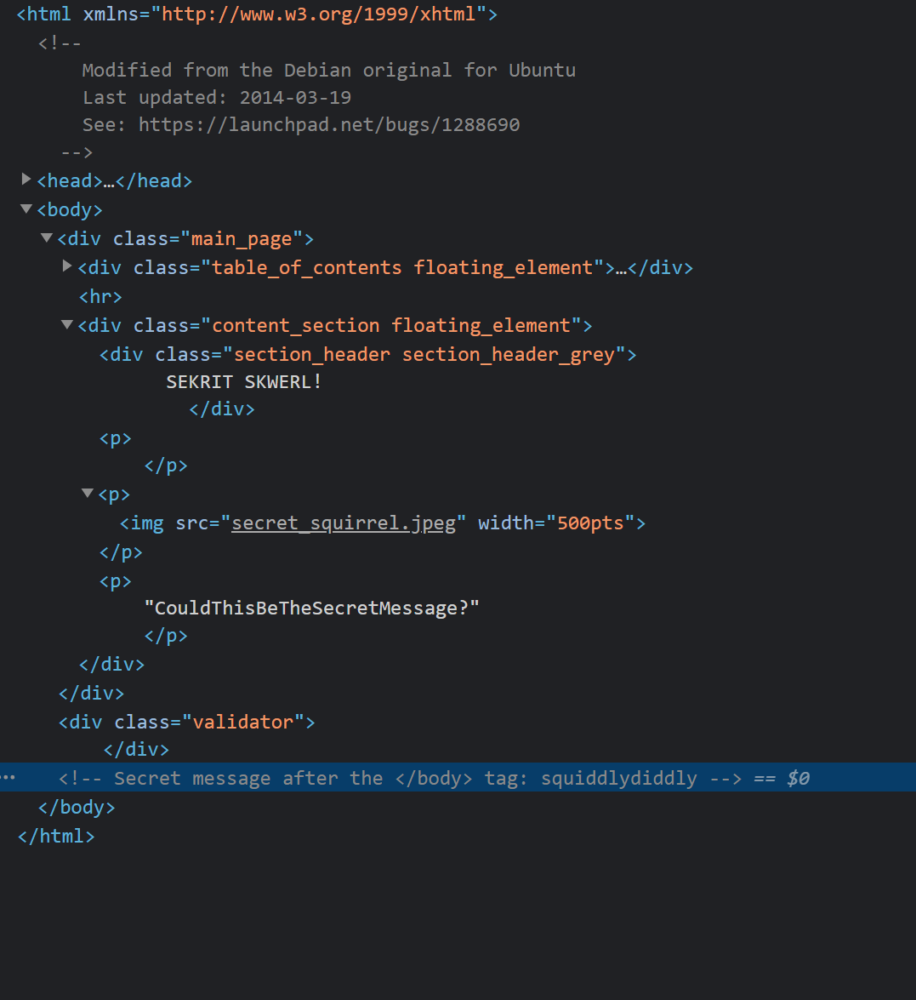 <html xmlns="http://www.w3.org/1999/xhtml">
<!--
Modified from the Debian original for Ubuntu
Last updated: 2014-03-19
See: https://launchpad.net/bugs/1288690
-->
<head>…</head>
<body>
<div class="main_page">
<div class="table_of_contents floating_element">…</div>
<hr>
<div class="content_section floating_element">
<div class="section_header section_header_grey">
SEKRIT SKWERL!
</div>
<p>
</p>
<p>
<img src="secret_squirrel.jpeg" width="500pts">
</p>
<p>
"CouldThisBeTheSecretMessage?"
</p>
</div>
</div>
<div class="validator">
</div>
<!-- Secret message after the </body> tag: squiddlydiddly --> == $0
</body>
</html>